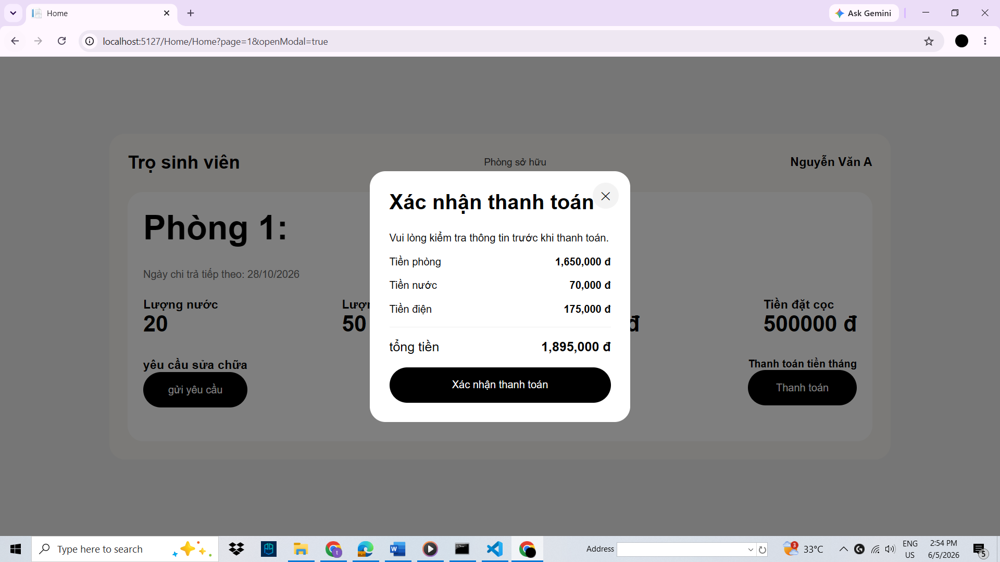 Home
Ask Gemini
localhost:5127/Home/Home?page=1&openModal=true
Trọ sinh viên
Phòng sở hữu
Nguyễn Văn A
Phòng 1:
Ngày chi trả tiếp theo: 28/10/2026
Lượng nước
20
50
đ
Tiền đặt cọc
500000 đ
yêu cầu sửa chữa
gửi yêu cầu
Thanh toán tiền tháng
Thanh toán
Xác nhận thanh toán
Vui lòng kiểm tra thông tin trước khi thanh toán.
Tiền phòng 1,650,000 đ
Tiền nước 70,000 đ
Tiền điện 175,000 đ
tổng tiền 1,895,000 đ
Xác nhận thanh toán
Type here to search
Address
3
33°C
ENG
US
2:54 PM
6/5/2026
5